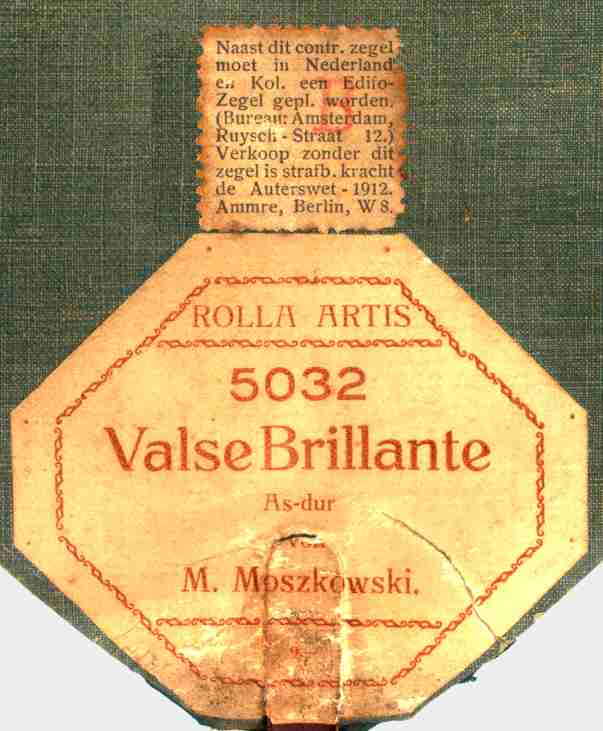 Naast dit contr. zegel
moet in Nederland
en Kol. een Edifo-
Zegel gepl. worden.
(Bureau: Amsterdam,
Ruysch-Straat 12.)
Verkoop zonder dit
zegel is strafb. kracht
de Auterswet-1912.
Ammre, Berlin, W 8.
ROLLA ARTIS
5032
Valse Brillante
As-dur
von
M. Moszkowski.